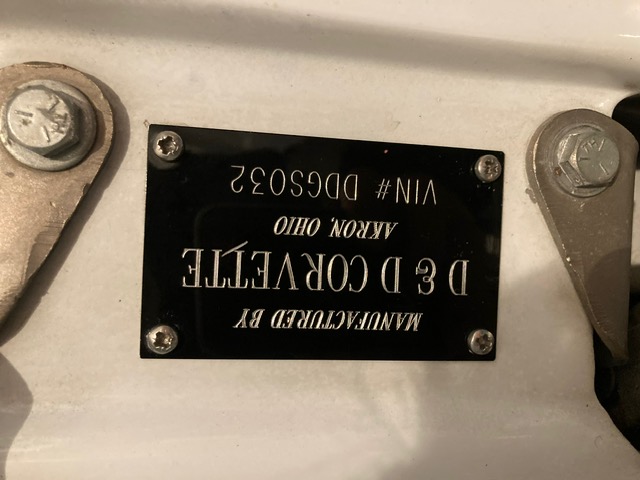 MANUFACTURED BY
D & D CORVETTE
AKRON, OHIO
VIN# DDGS032